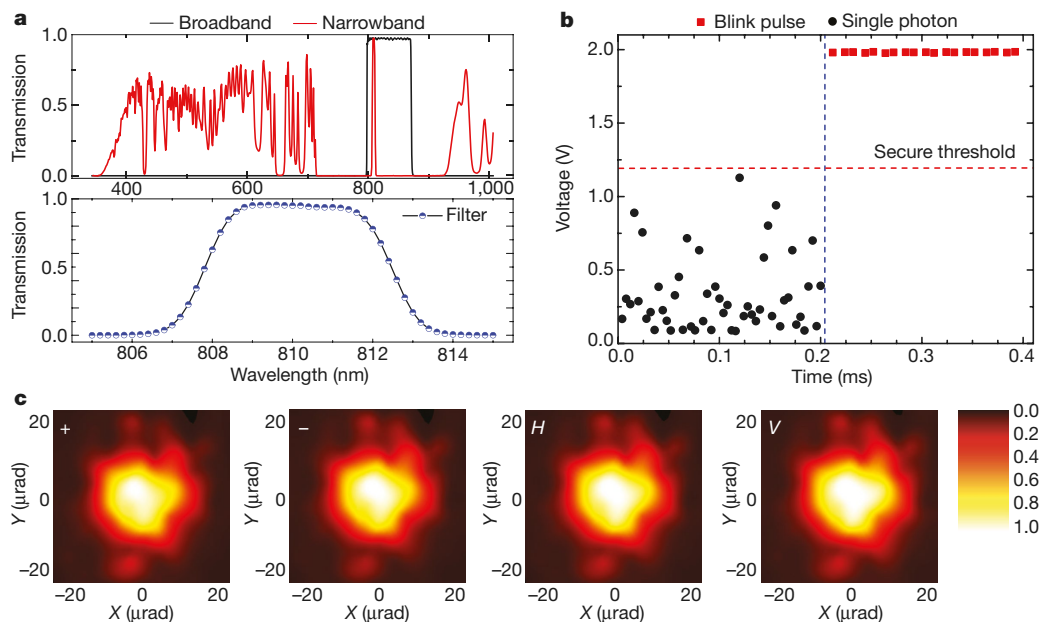 a
Broadband Narrowband
1.0
0.5
0.0
Transmission
400 600 800 1,000
1.0
0.5
0.0
Transmission
Filter
806 808 810 812 814
Wavelength (nm)
b
Blink pulse Single photon
2.0
1.5
1.0
0.5
0.0
Voltage (V)
Secure threshold
0.0 0.1 0.2 0.3 0.4
Time (ms)
c
20
0
–20
Y (μrad)
+
–20 0 20
X (μrad)
20
0
–20
Y (μrad)
–
–20 0 20
X (μrad)
20
0
–20
Y (μrad)
H
–20 0 20
X (μrad)
20
0
–20
Y (μrad)
V
–20 0 20
X (μrad)
0.0
0.2
0.4
0.6
0.8
1.0